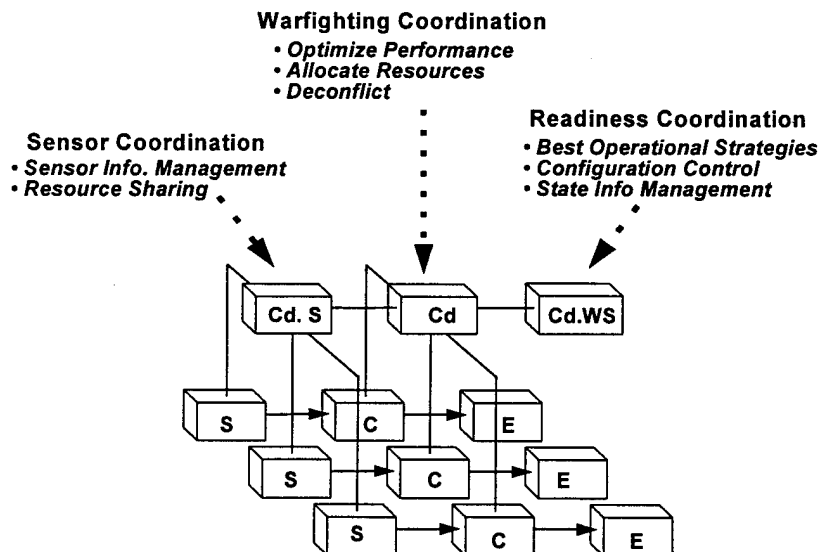 Warfighting Coordination
• Optimize Performance
• Allocate Resources
• Deconflict
Sensor Coordination
• Sensor Info. Management
• Resource Sharing
Readiness Coordination
• Best Operational Strategies
• Configuration Control
• State Info Management
Cd. S
Cd
Cd.WS
S
C
E
S
C
E
S
C
E